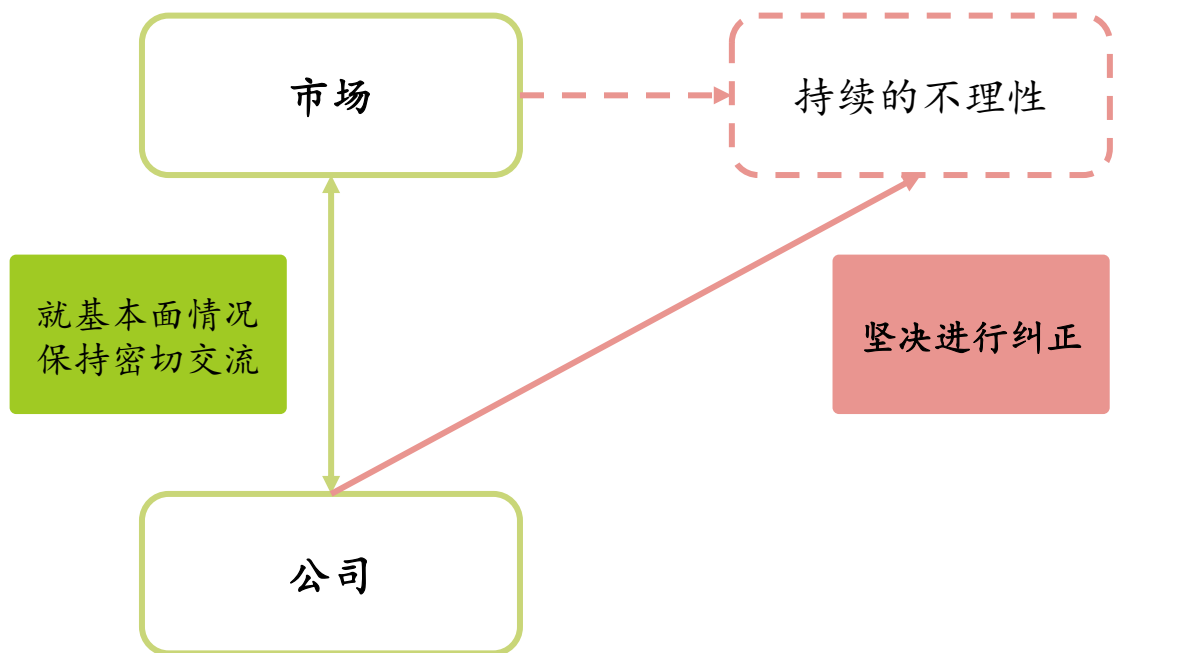 市场
持续的不理性
就基本面情况
保持密切交流
坚决进行纠正
公司